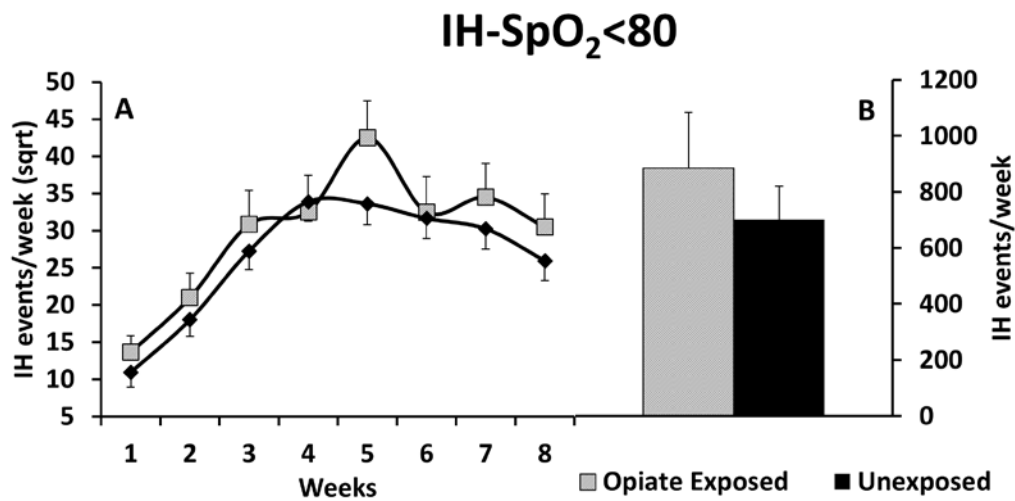 IH-SpO₂<80
A
B
IH events/week (sqrt)
50
45
40
35
30
25
20
15
10
5
1 2 3 4 5 6 7 8
Weeks
1200
1000
800
600
400
200
0
IH events/week
Opiate Exposed Unexposed